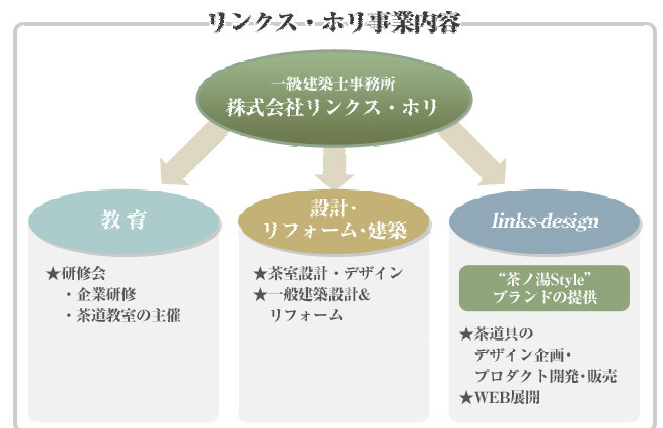 リンクス・ホリ事業内容
一級建築士事務所
株式会社リンクス・ホリ
教育
★研修会
・企業研修
・茶道教室の主催
設計・
リフォーム・建築
★茶室設計・デザイン
★一般建築設計&
リフォーム
links-design
“茶ノ湯Style”
ブランドの提供
★茶道具の
デザイン企画・
プロダクト開発・販売
★WEB展開